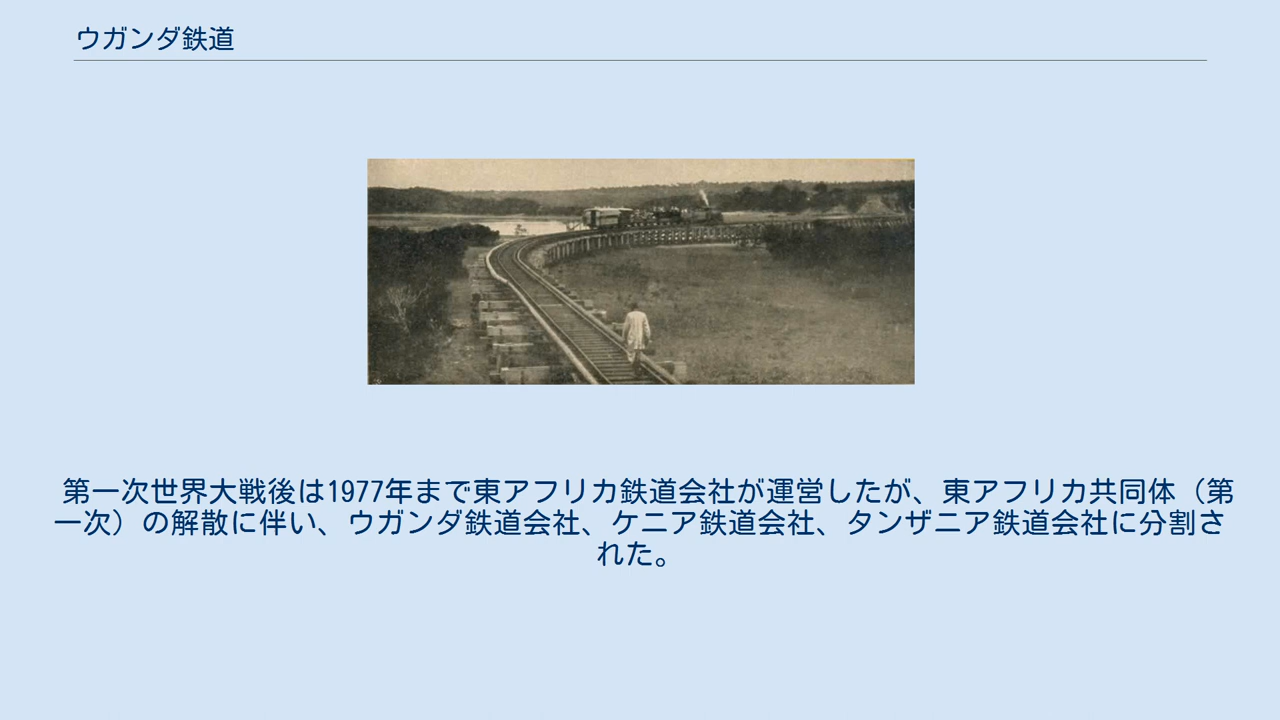 ウガンダ鉄道
第一次世界大戦後は1977年まで東アフリカ鉄道会社が運営したが、東アフリカ共同体（第
一次）の解散に伴い、ウガンダ鉄道会社、ケニア鉄道会社、タンザニア鉄道会社に分割さ
れた。